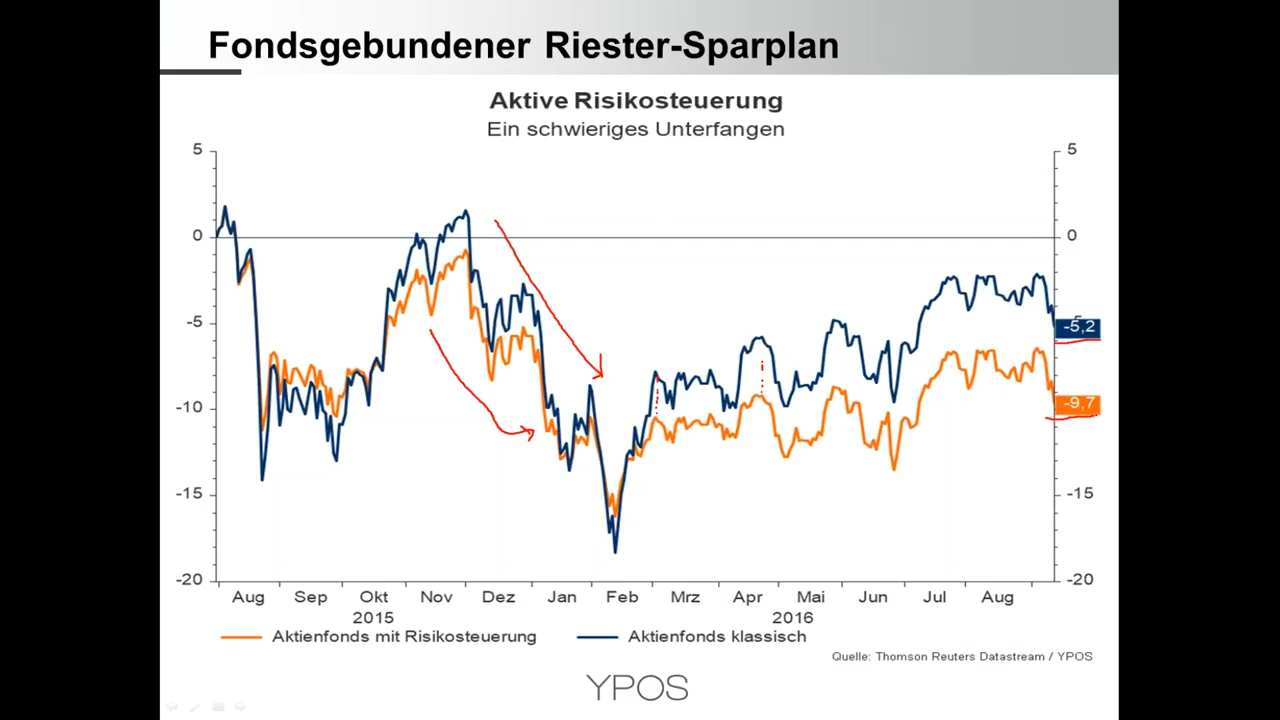 Fondsgebundener Riester-Sparplan
Aktive Risikosteuerung
Ein schwieriges Unterfangen
5 5
0 0
-5 -5
-5,2
-9,7
-10
-15 -15
-20 -20
Aug Sep Okt Nov Dez Jan Feb Mrz Apr Mai Jun Jul Aug
2015 2016
Aktienfonds mit Risikosteuerung Aktienfonds klassisch
Quelle: Thomson Reuters Datastream / YPOS
YPOS